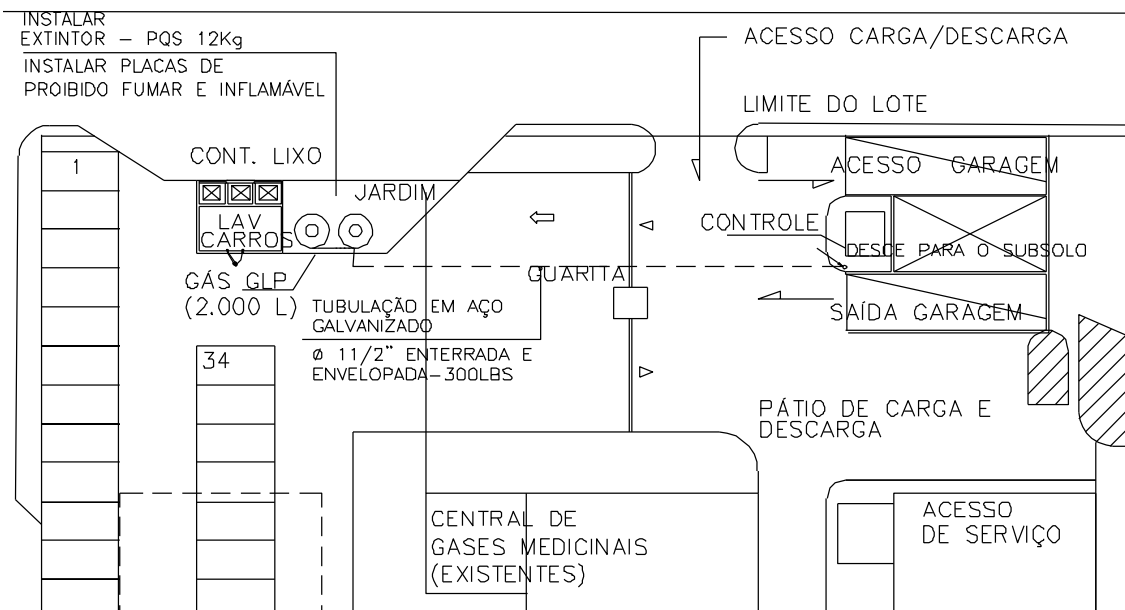 INSTALAR
EXTINTOR – PQS 12Kg
INSTALAR PLACAS DE
PROIBIDO FUMAR E INFLAMÁVEL
ACESSO CARGA/DESCARGA
LIMITE DO LOTE
1
CONT. LIXO
JARDIM
ACESSO GARAGEM
LAV
CARROS
CONTROLE
DESCE PARA O SUBSOLO
GÁS GLP
(2.000 L)
GUARITA
TUBULAÇÃO EM AÇO
GALVANIZADO
Ø 11/2" ENTERRADA E
ENVELOPADA–300LBS
SAÍDA GARAGEM
34
PÁTIO DE CARGA E
DESCARGA
CENTRAL DE
GASES MEDICINAIS
(EXISTENTES)
ACESSO
DE SERVIÇO